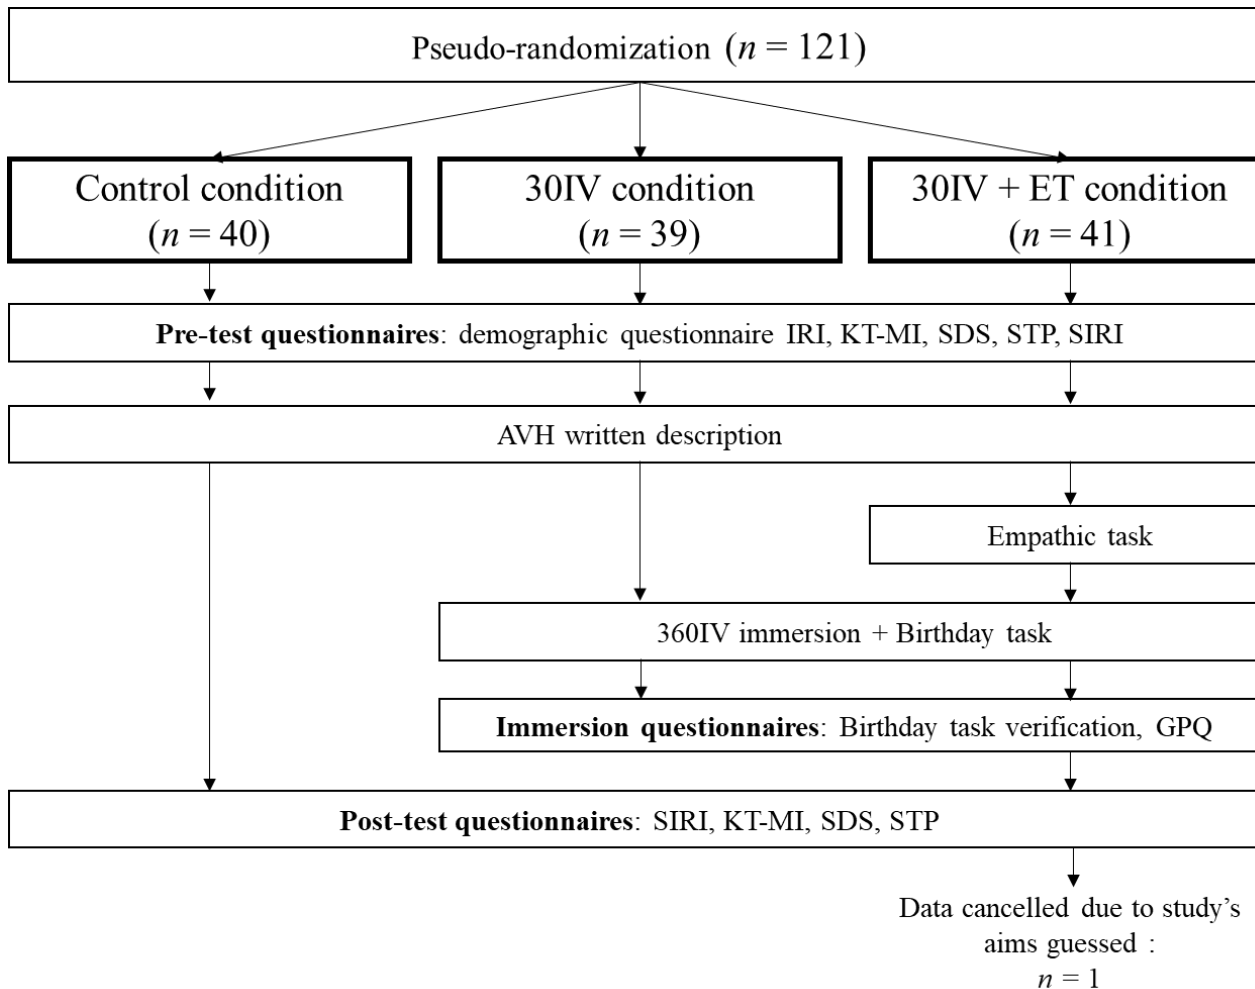 Pseudo-randomization (n = 121)
Control condition
(n = 40)
30IV condition
(n = 39)
30IV + ET condition
(n = 41)
Pre-test questionnaires: demographic questionnaire IRI, KT-MI, SDS, STP, SIRI
AVH written description
Empathic task
360IV immersion + Birthday task
Immersion questionnaires: Birthday task verification, GPQ
Post-test questionnaires: SIRI, KT-MI, SDS, STP
Data cancelled due to study’s
aims guessed :
n = 1